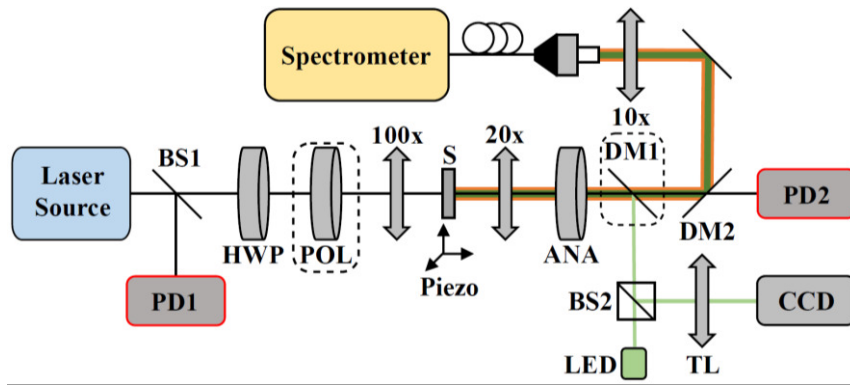 Spectrometer
10x
BS1
100x
S
20x
DM1
Laser
Source
PD2
HWP
POL
ANA
DM2
Piezo
PD1
BS2
CCD
LED
TL